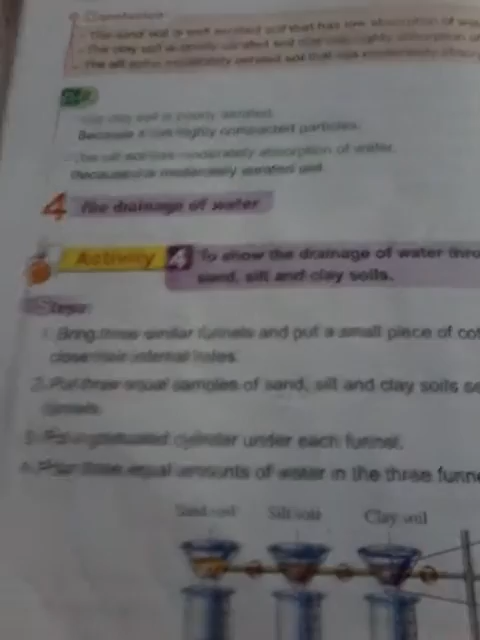 Conclusion
- The sand soil is well aerated soil that has low absorption of
- The clay soil is poorly aerated soil that has highly absorption of
- The silt soil is moderately aerated soil that has moderately
The clay soil is poorly aerated.
Because it has highly compacted particles.
The silt soil has moderately absorption of water.
Because it is moderately aerated soil.
4 The drainage of water
Activity 4 To show the drainage of water
sand, silt and clay soils.
Steps:
1. Bring three similar funnels and put a small piece of
close their internal holes.
2. Put three equal samples of sand, silt and clay soils
funnels.
3. Put a graduated cylinder under each funnel.
4. Pour three equal amounts of water in the three
Sand soil Silt soil Clay soil